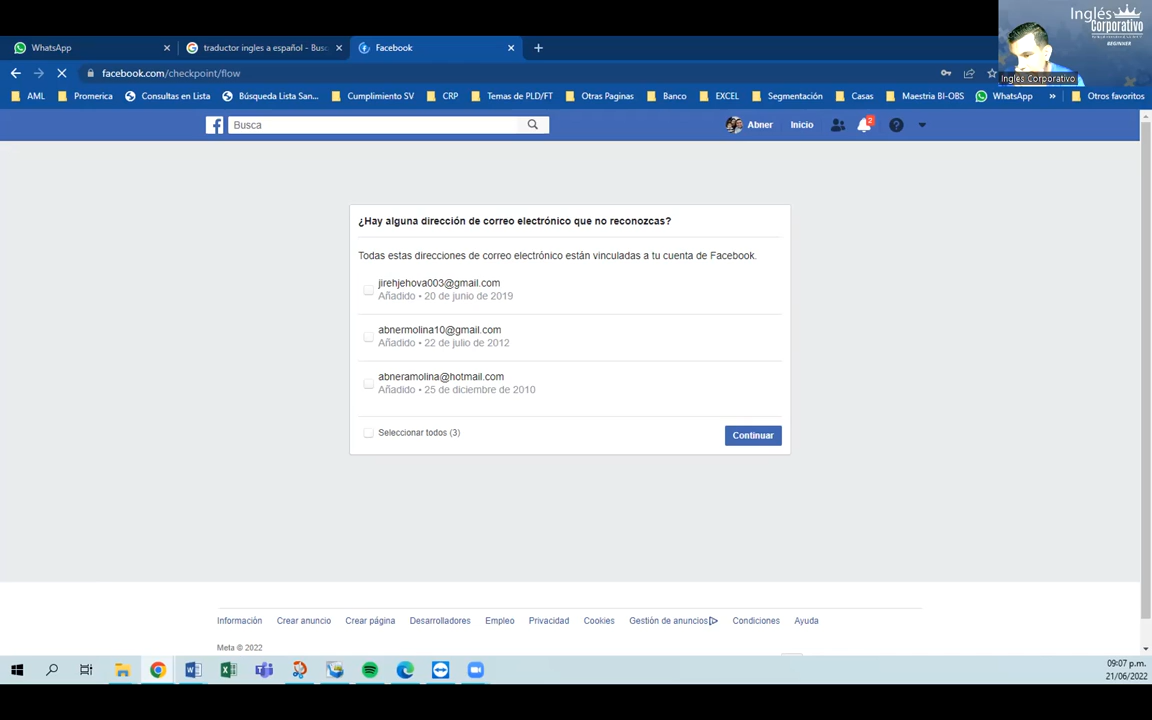 Inglés
Corporativo
BEGINNER
Inglés Corporativo
WhatsApp
traductor ingles a español - Busc
Facebook
facebook.com/checkpoint/flow
AML
Promerica
Consultas en Lista
Búsqueda Lista San...
Cumplimiento SV
CRP
Temas de PLD/FT
Otras Paginas
Banco
EXCEL
Segmentación
Casas
Maestria BI-OBS
WhatsApp
»
Otros favoritos
Busca
Abner
Inicio
2
¿Hay alguna dirección de correo electrónico que no reconozcas?
Todas estas direcciones de correo electrónico están vinculadas a tu cuenta de Facebook.
jirehjehova003@gmail.com
Añadido • 20 de junio de 2019
abnermolina10@gmail.com
Añadido • 22 de julio de 2012
abneramolina@hotmail.com
Añadido • 25 de diciembre de 2010
Seleccionar todos (3)
Continuar
Información Crear anuncio Crear página Desarrolladores Empleo Privacidad Cookies Gestión de anuncios Condiciones Ayuda
Meta © 2022
09:07 p.m.
21/06/2022